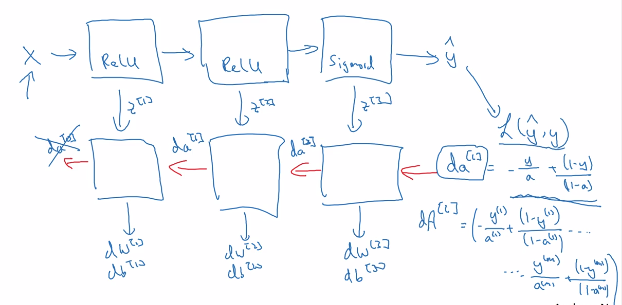 X → ReLU → ReLU → Sigmoid → ŷ
z^[1] z^[2] z^[3] L(ŷ,y)
da^[0] da^[1] da^[2] da^[L] = -y/a + (1-y)/(1-a)
dA^[L] = (-y^(1)/a^(1) + (1-y^(1))/(1-a^(1)) ....
... y^(m)/a^(m) + (1-y^(m))/(1-a^(m)))
dw^[1] dw^[2] dw^[3]
db^[1] db^[2] db^[3]